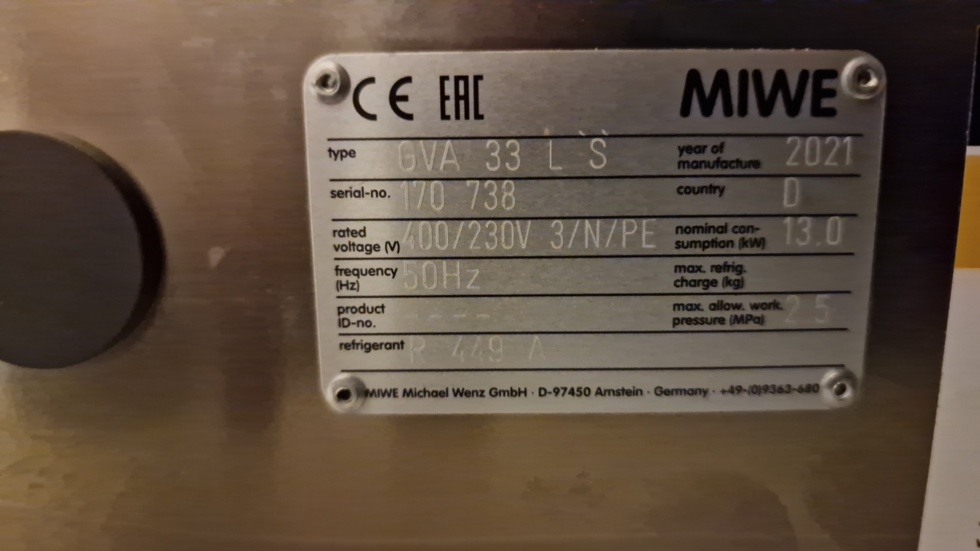 CE EAC MIWE
type GVA 33 L S year of manufacture 2021
serial-no. 170 738 country D
rated voltage (V) 400/230V 3/N/PE nominal con-sumption (kW) 13.0
frequency (Hz) 50Hz max. refrig. charge (kg)
product ID-no. ---- max. allow. work. pressure (MPa) 2.5
refrigerant R 449 A
MIWE Michael Wenz GmbH · D-97450 Arnstein · Germany · +49-(0)9363-680